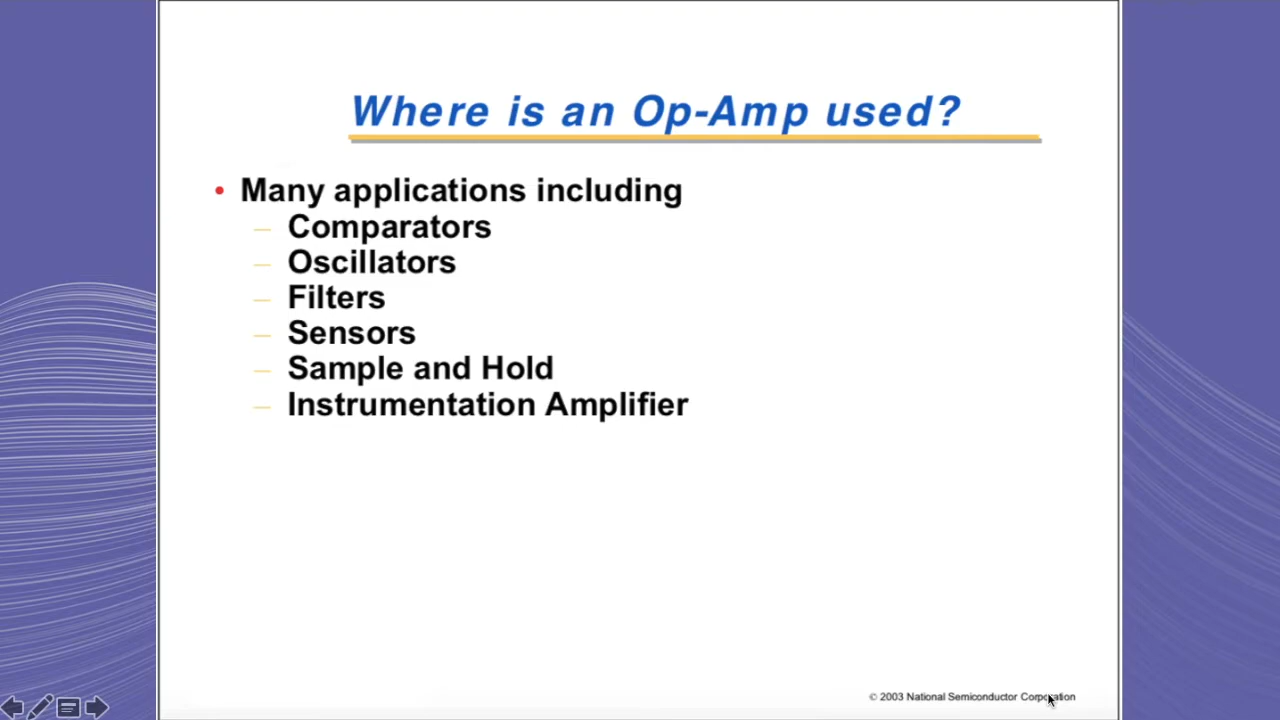 Where is an Op-Amp used?
• Many applications including
– Comparators
– Oscillators
– Filters
– Sensors
– Sample and Hold
– Instrumentation Amplifier
© 2003 National Semiconductor Corporation